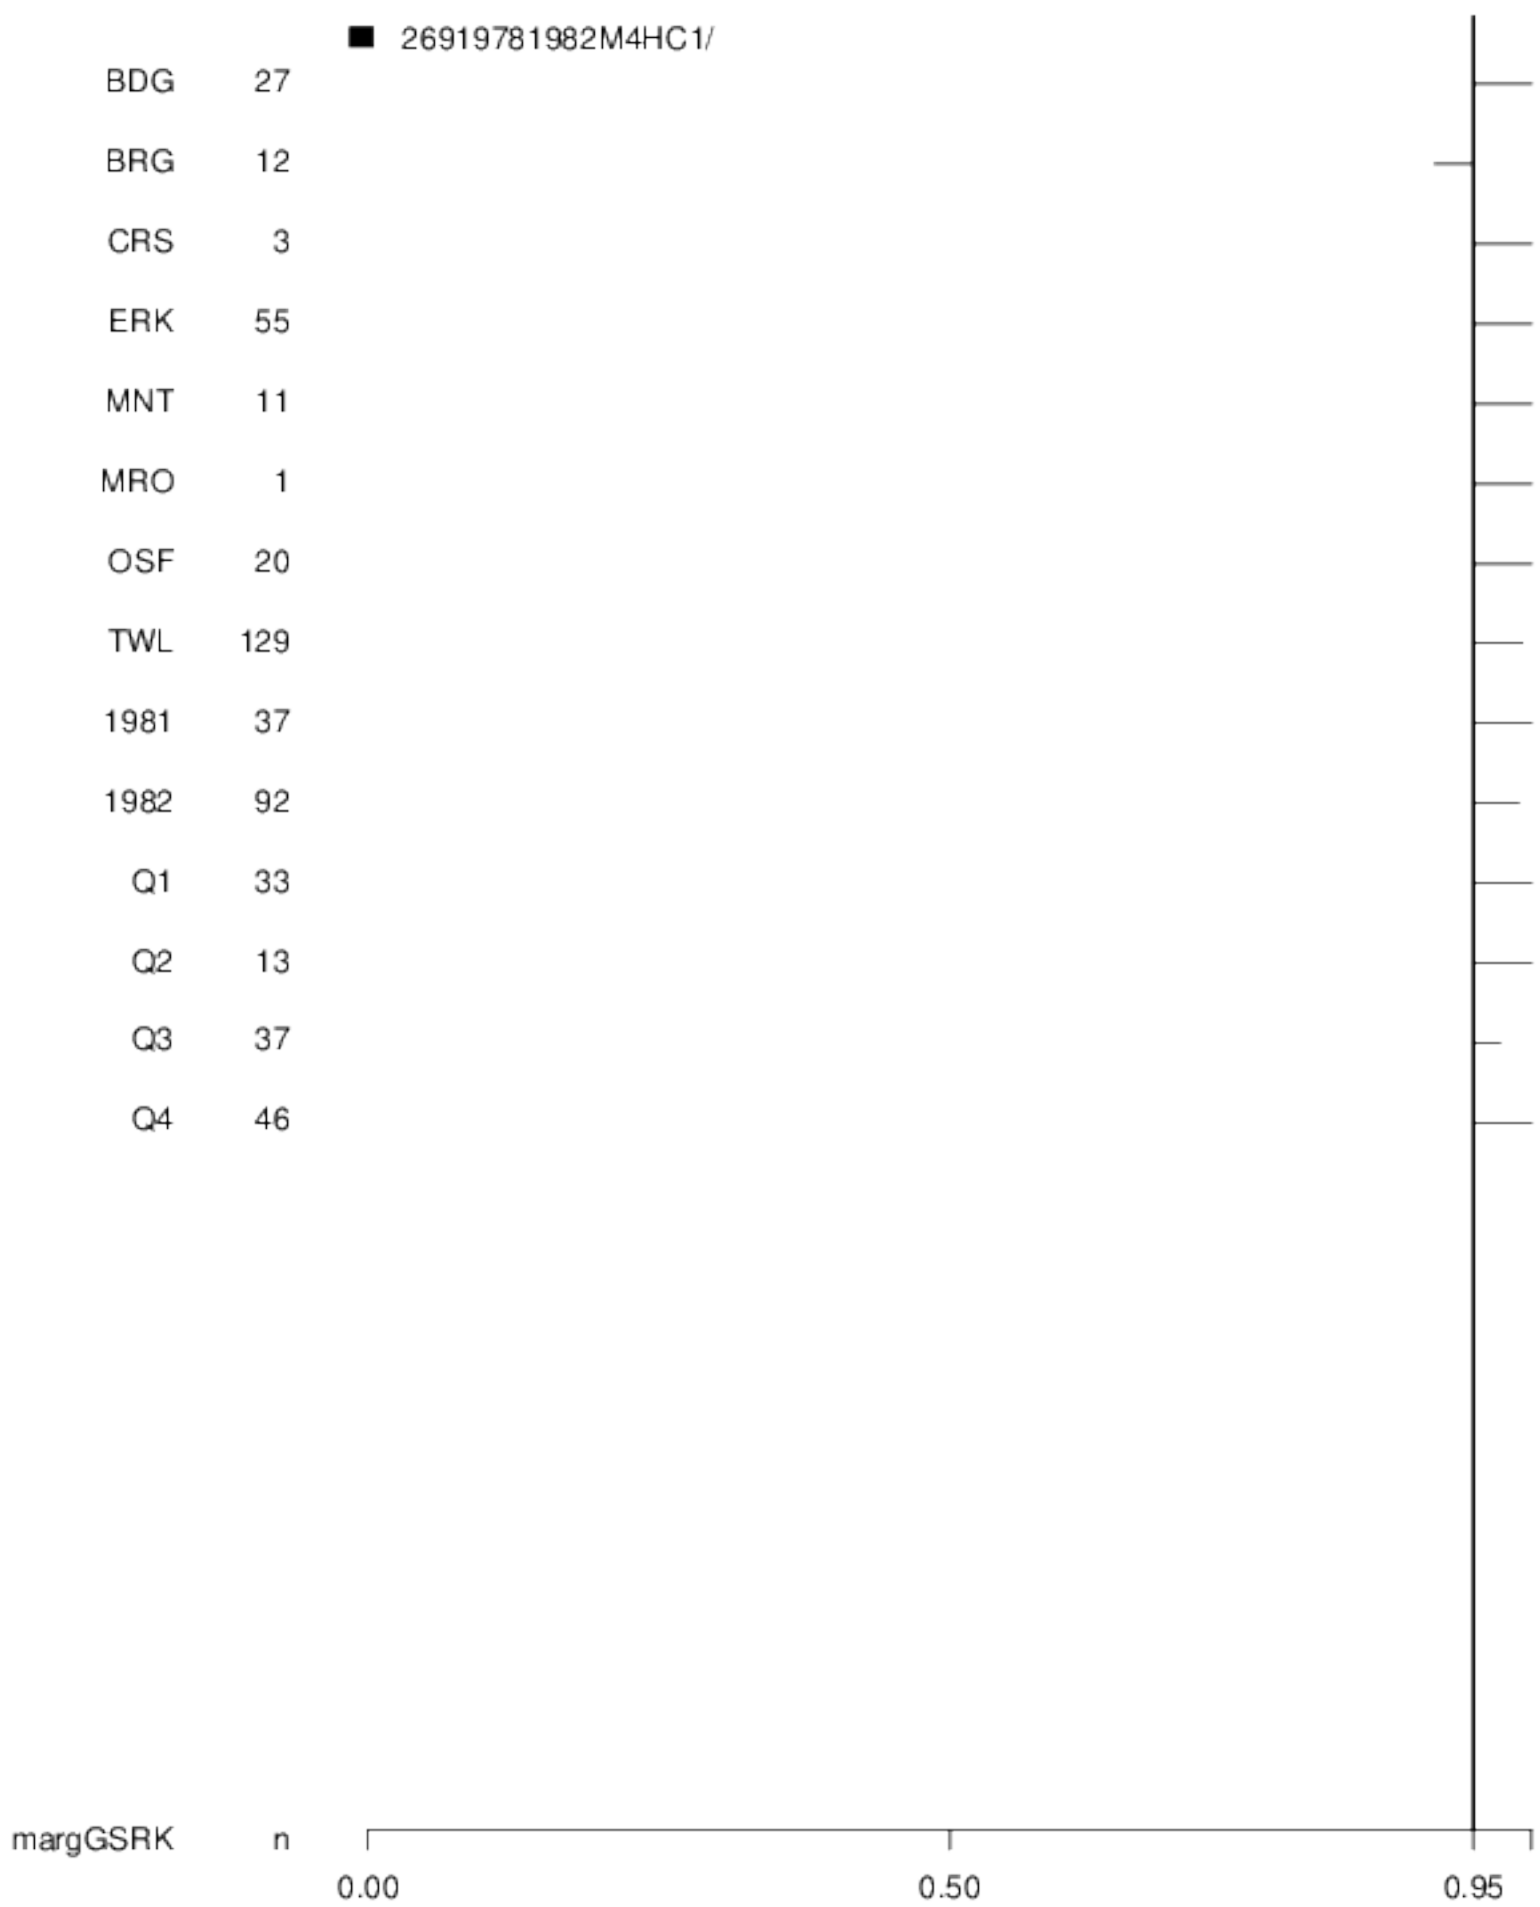 ■ 26919781982M4HC1/
BDG 27
BRG 12
CRS 3
ERK 55
MNT 11
MRO 1
OSF 20
TWL 129
1981 37
1982 92
Q1 33
Q2 13
Q3 37
Q4 46
margGSRK n
0.00 0.50 0.95